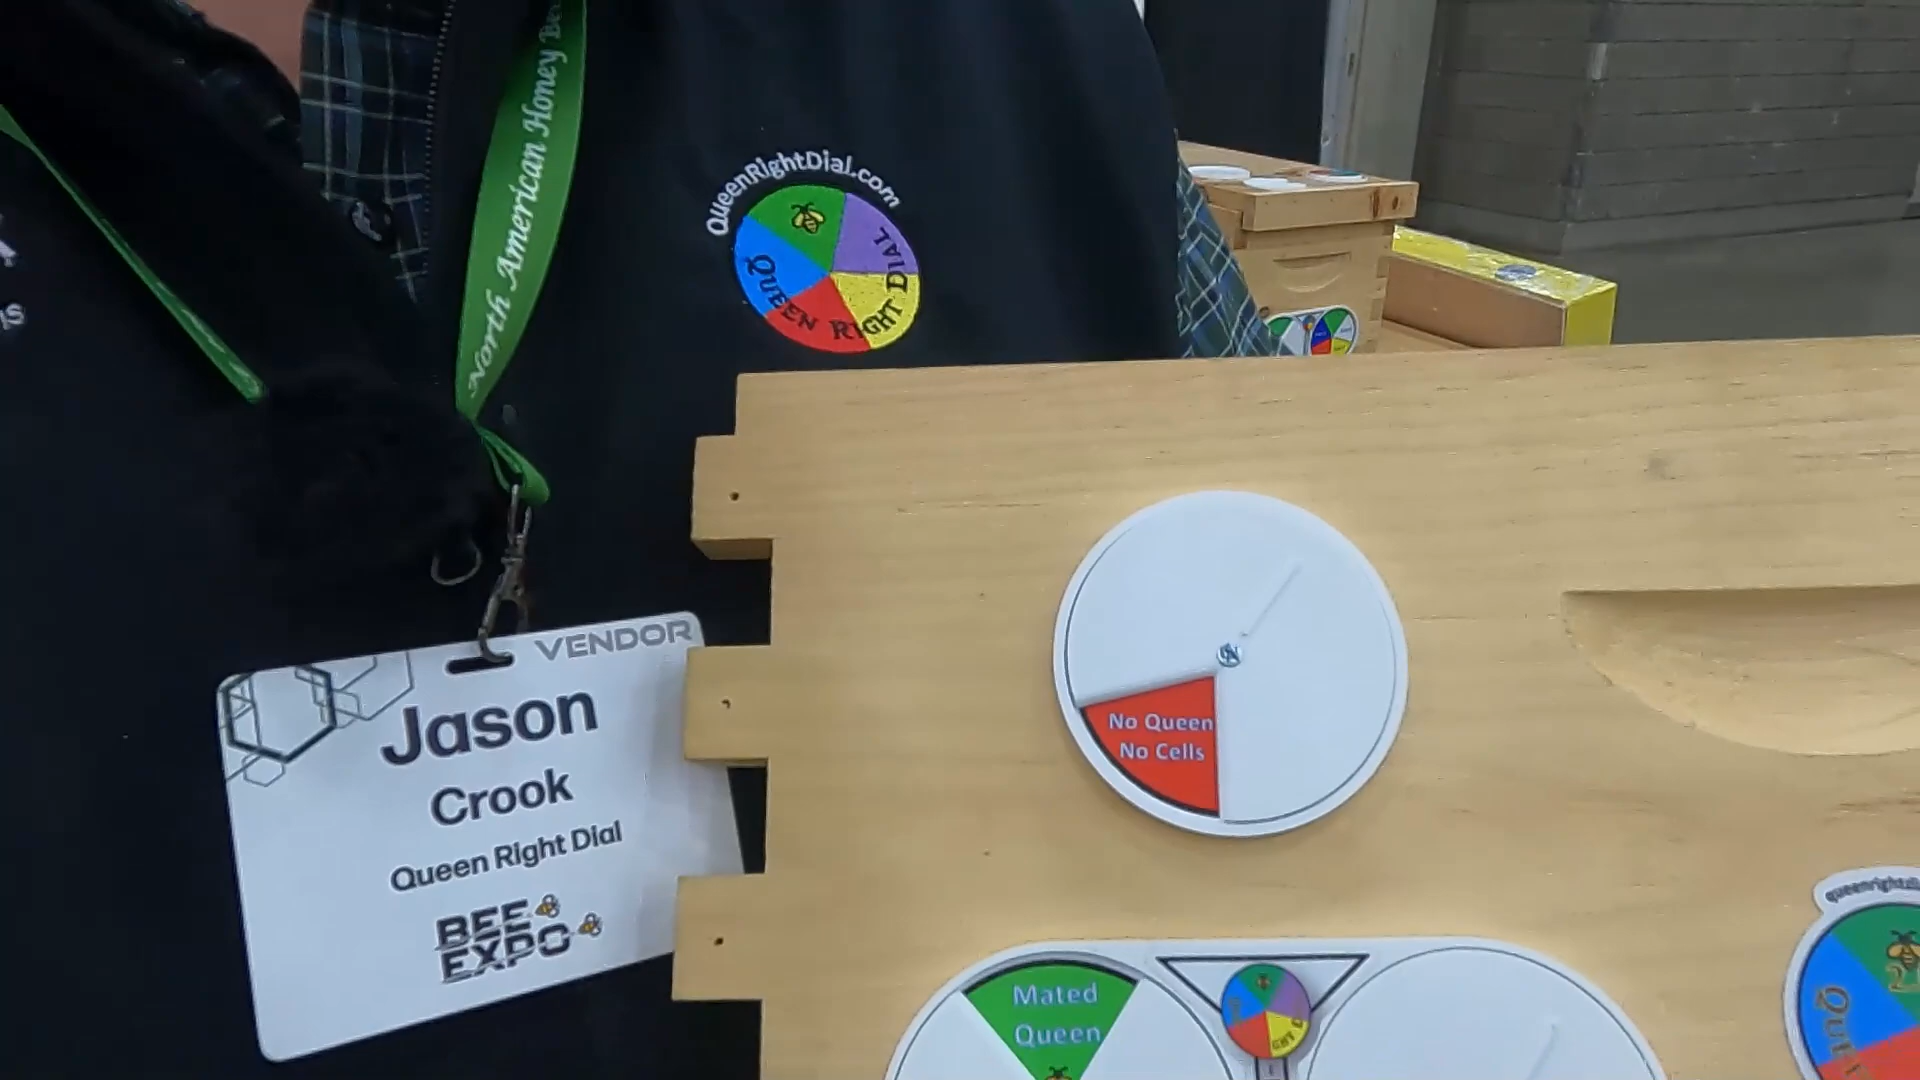 North American Honey Bee
QueenRightDial.com
QUEEN RIGHT DIAL
VENDOR
Jason
Crook
Queen Right Dial
BEE
EXPO
No Queen
No Cells
Mated
Queen